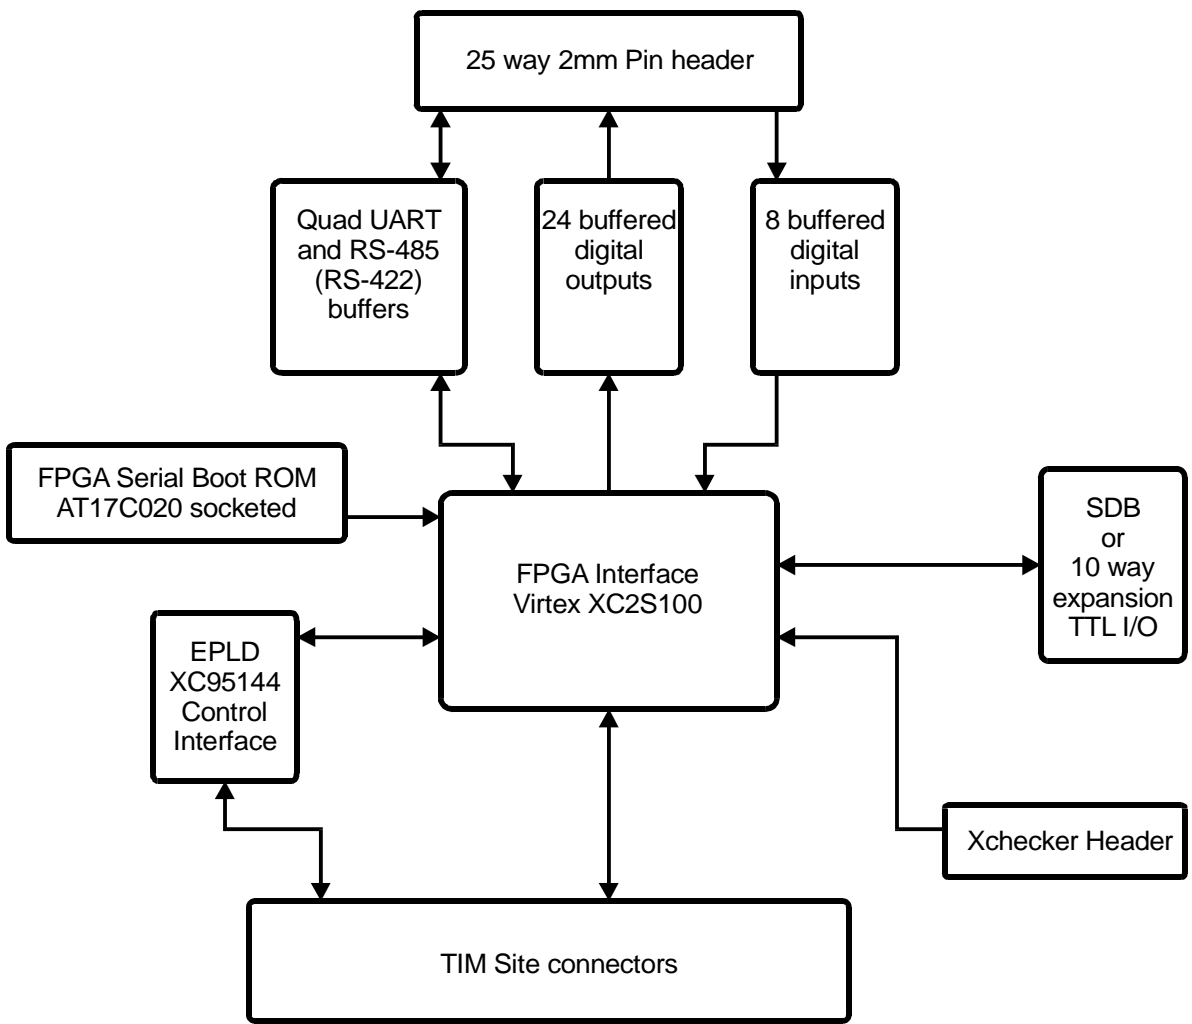 25 way 2mm Pin header
Quad UART
and RS-485
(RS-422)
buffers
24 buffered
digital
outputs
8 buffered
digital
inputs
FPGA Serial Boot ROM
AT17C020 socketed
FPGA Interface
Virtex XC2S100
SDB
or
10 way
expansion
TTL I/O
EPLD
XC95144
Control
Interface
Xchecker Header
TIM Site connectors